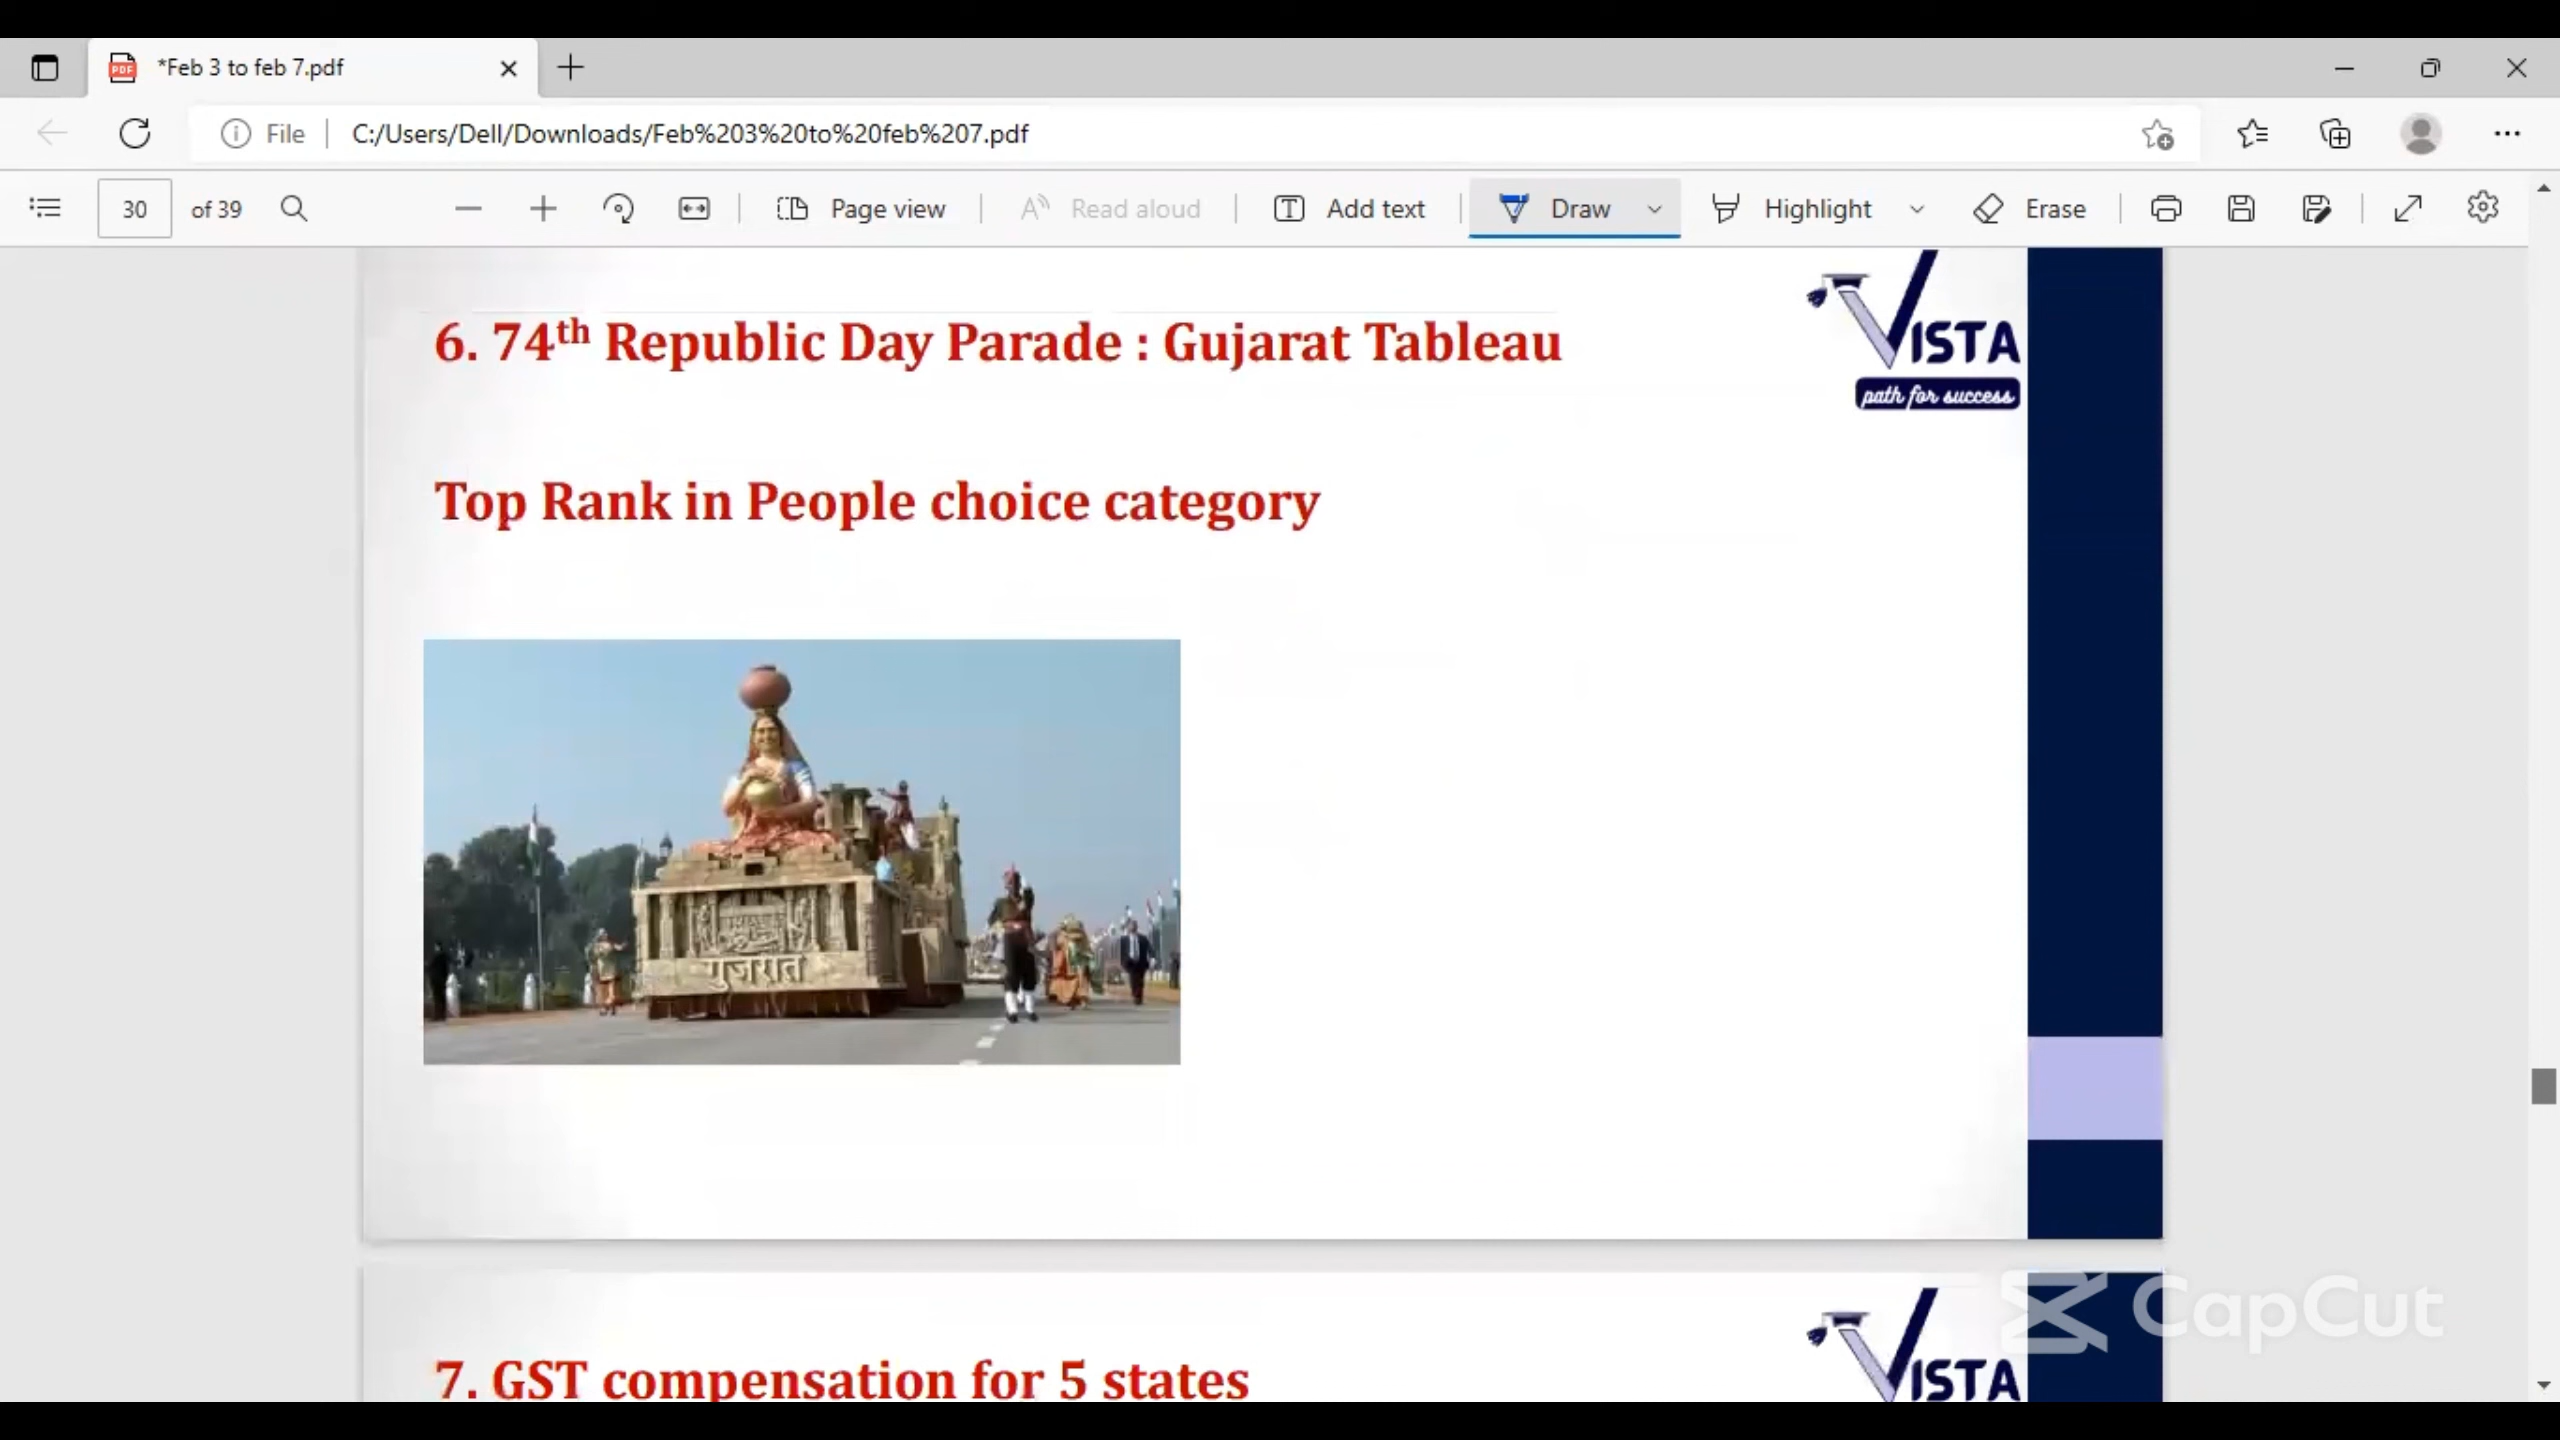 *Feb 3 to feb 7.pdf
File
C:/Users/Dell/Downloads/Feb%203%20to%20feb%207.pdf
30 of 39
Page view
Read aloud
Add text
Draw
Highlight
Erase
6. 74th Republic Day Parade : Gujarat Tableau
VISTA
path for success
Top Rank in People choice category
गुजरात
7. GST compensation for 5 states
VISTA
CapCut